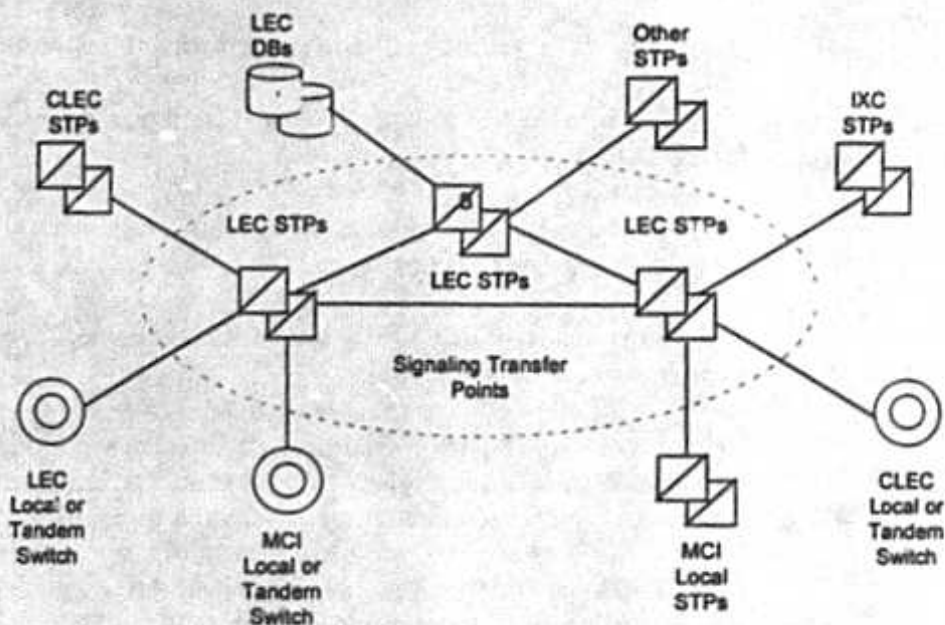 LEC
DBs
Other
STPs
CLEC
STPs
IXC
STPs
LEC STPs
LEC STPs
LEC STPs
Signaling Transfer
Points
LEC
Local or
Tandem
Switch
MCI
Local or
Tandem
Switch
MCI
Local
STPs
CLEC
Local or
Tandem
Switch